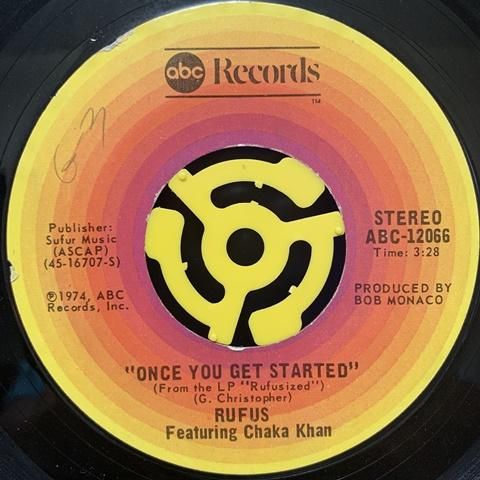 abc Records
TM
Publisher:
Sufur Music
(ASCAP)
(45-16707-S)
℗1974, ABC
Records, Inc.
STEREO
ABC-12066
Time: 3:28
PRODUCED BY
BOB MONACO
"ONCE YOU GET STARTED"
(From the LP "Rufusized")
(G. Christopher)
RUFUS
Featuring Chaka Khan